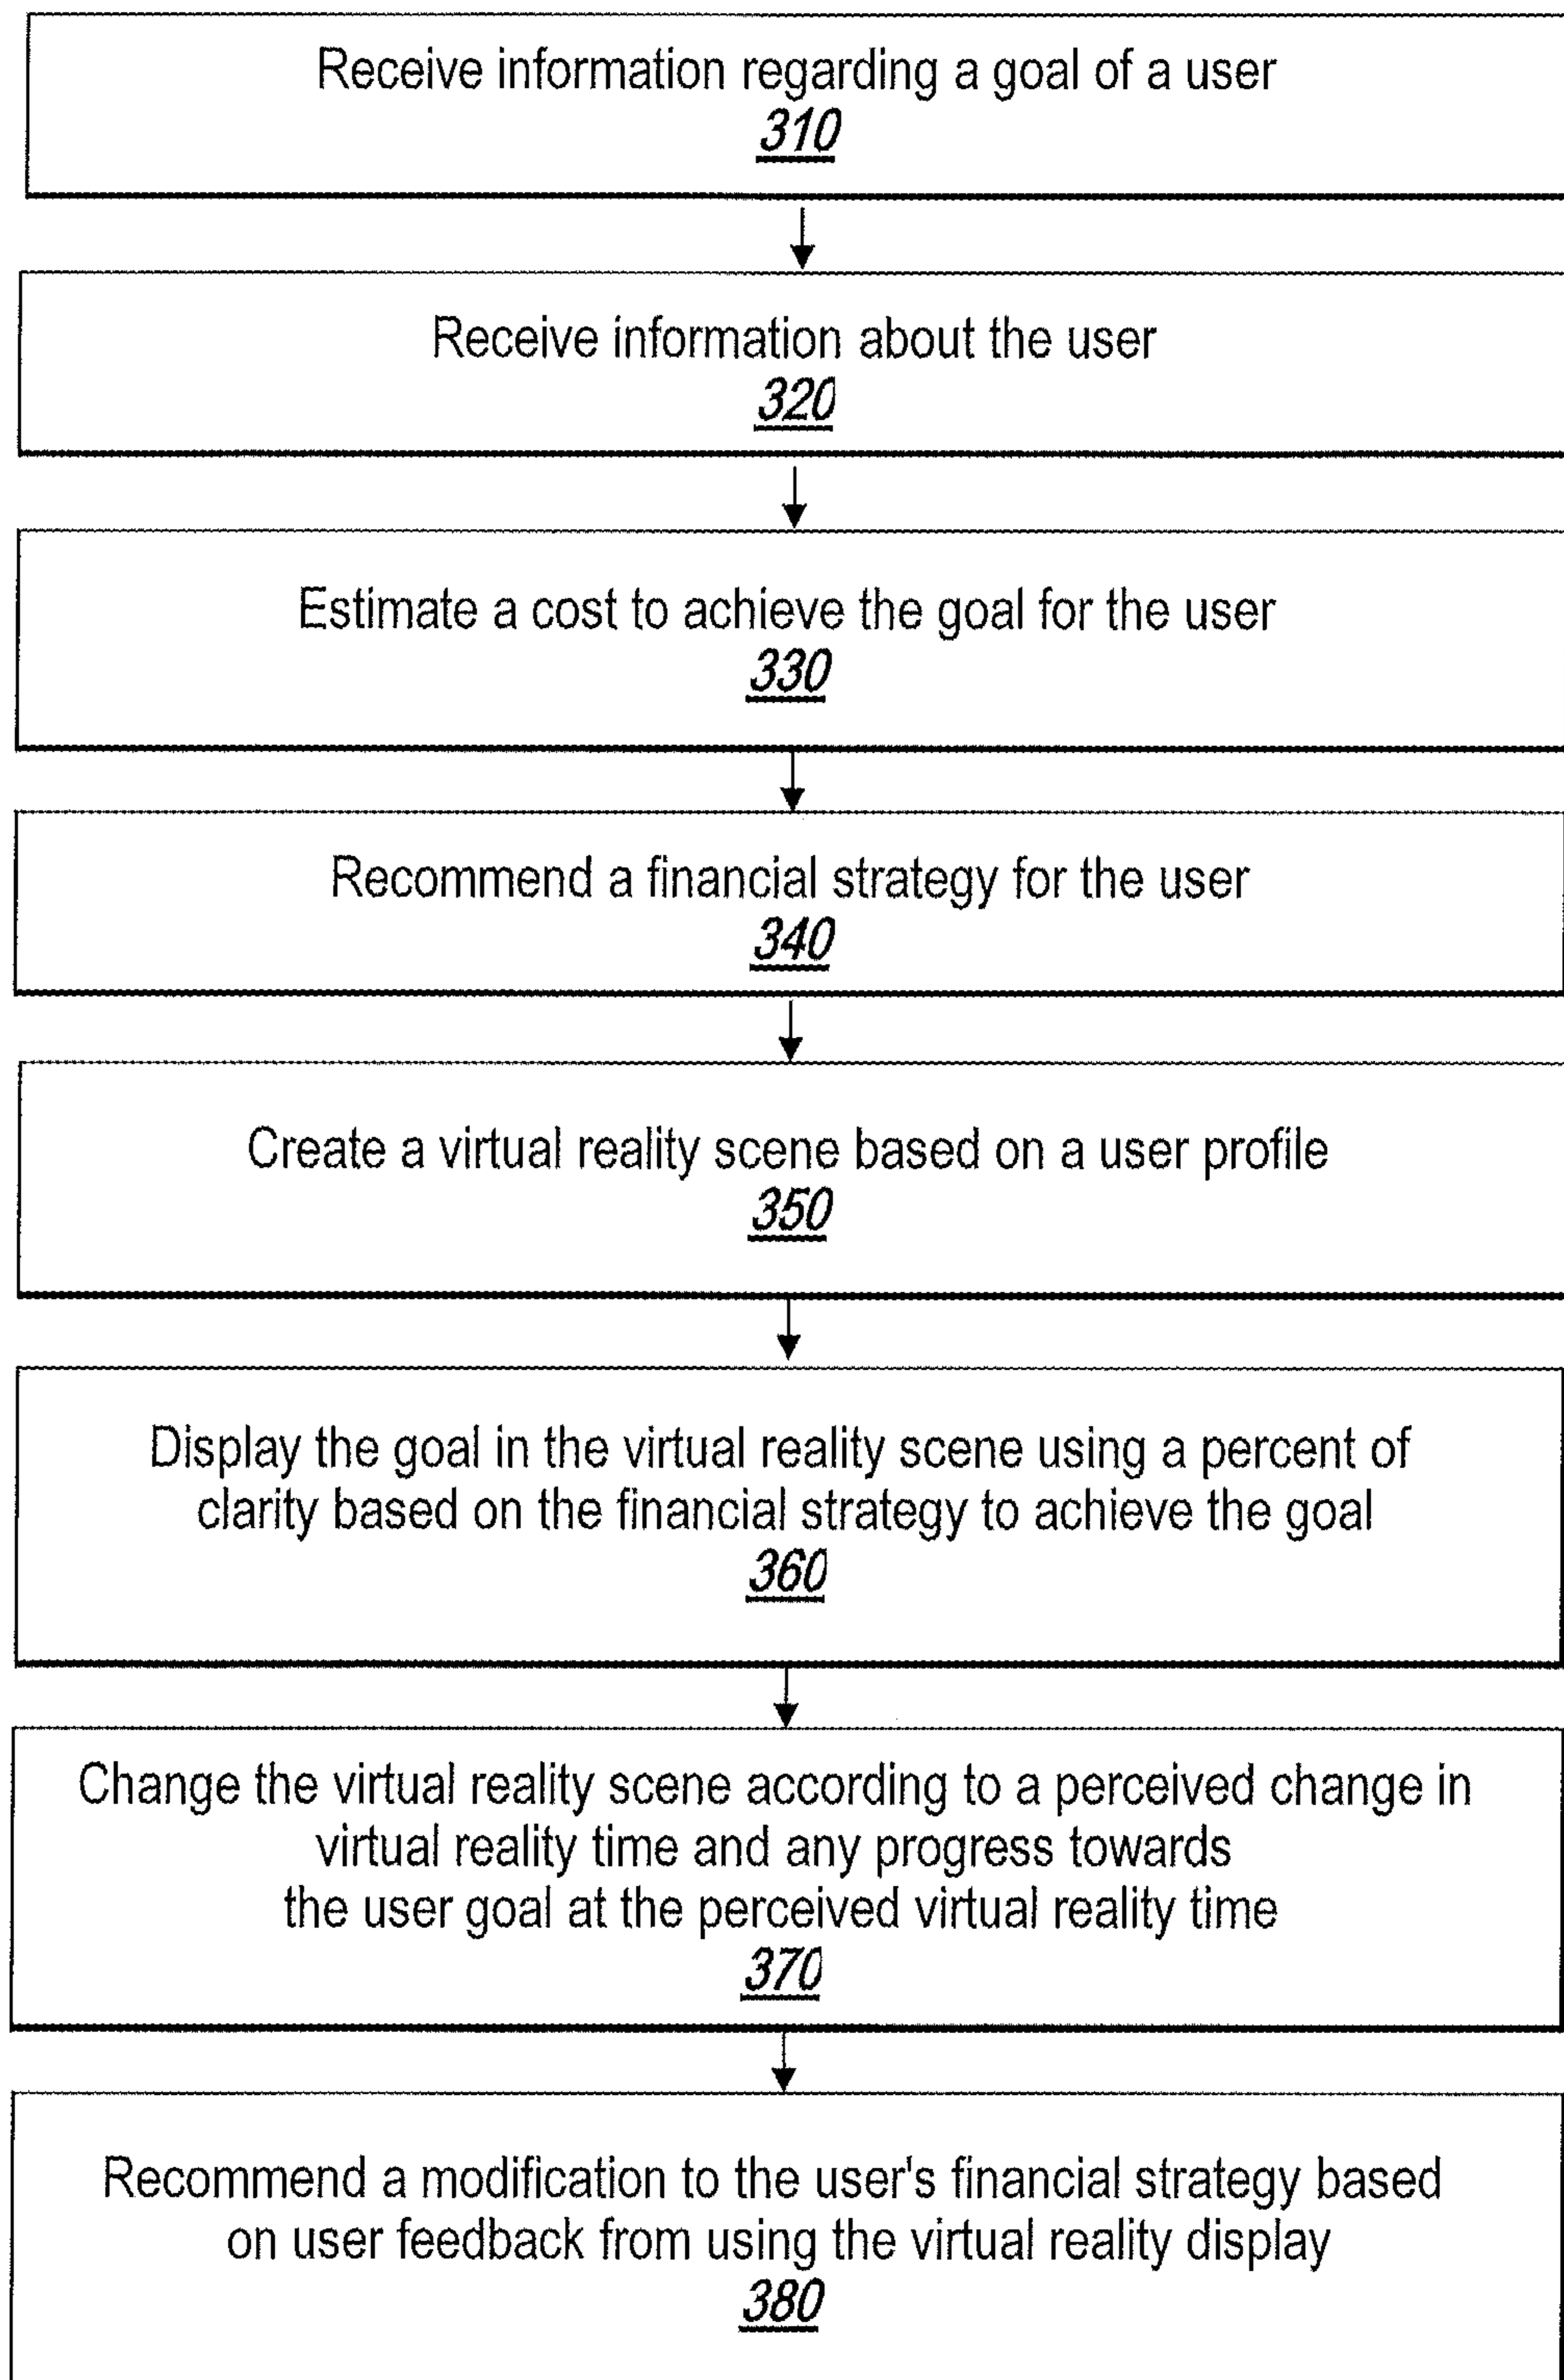 Receive information regarding a goal of a user
310
Receive information about the user
320
Estimate a cost to achieve the goal for the user
330
Recommend a financial strategy for the user
340
Create a virtual reality scene based on a user profile
350
Display the goal in the virtual reality scene using a percent of
clarity based on the financial strategy to achieve the goal
360
Change the virtual reality scene according to a perceived change in
virtual reality time and any progress towards
the user goal at the perceived virtual reality time
370
Recommend a modification to the user's financial strategy based
on user feedback from using the virtual reality display
380